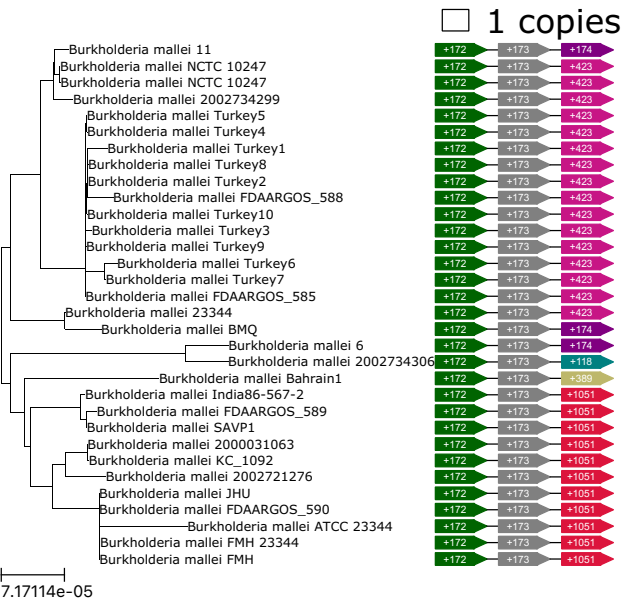 1 copies
Burkholderia mallei 11 +172 +173 +174
Burkholderia mallei NCTC 10247 +172 +173 +423
Burkholderia mallei NCTC 10247 +172 +173 +423
Burkholderia mallei 2002734299 +172 +173 +423
Burkholderia mallei Turkey5 +172 +173 +423
Burkholderia mallei Turkey4 +172 +173 +423
Burkholderia mallei Turkey1 +172 +173 +423
Burkholderia mallei Turkey8 +172 +173 +423
Burkholderia mallei Turkey2 +172 +173 +423
Burkholderia mallei FDAARGOS_588 +172 +173 +423
Burkholderia mallei Turkey10 +172 +173 +423
Burkholderia mallei Turkey3 +172 +173 +423
Burkholderia mallei Turkey9 +172 +173 +423
Burkholderia mallei Turkey6 +172 +173 +423
Burkholderia mallei Turkey7 +172 +173 +423
Burkholderia mallei FDAARGOS_585 +172 +173 +423
Burkholderia mallei 23344 +172 +173 +423
Burkholderia mallei BMQ +172 +173 +174
Burkholderia mallei 6 +172 +173 +174
Burkholderia mallei 2002734306 +172 +173 +118
Burkholderia mallei Bahrain1 +172 +173 +389
Burkholderia mallei India86-567-2 +172 +173 +1051
Burkholderia mallei FDAARGOS_589 +172 +173 +1051
Burkholderia mallei SAVP1 +172 +173 +1051
Burkholderia mallei 2000031063 +172 +173 +1051
Burkholderia mallei KC_1092 +172 +173 +1051
Burkholderia mallei 2002721276 +172 +173 +1051
Burkholderia mallei JHU +172 +173 +1051
Burkholderia mallei FDAARGOS_590 +172 +173 +1051
Burkholderia mallei ATCC 23344 +172 +173 +1051
Burkholderia mallei FMH 23344 +172 +173 +1051
Burkholderia mallei FMH +172 +173 +1051
7.17114e-05